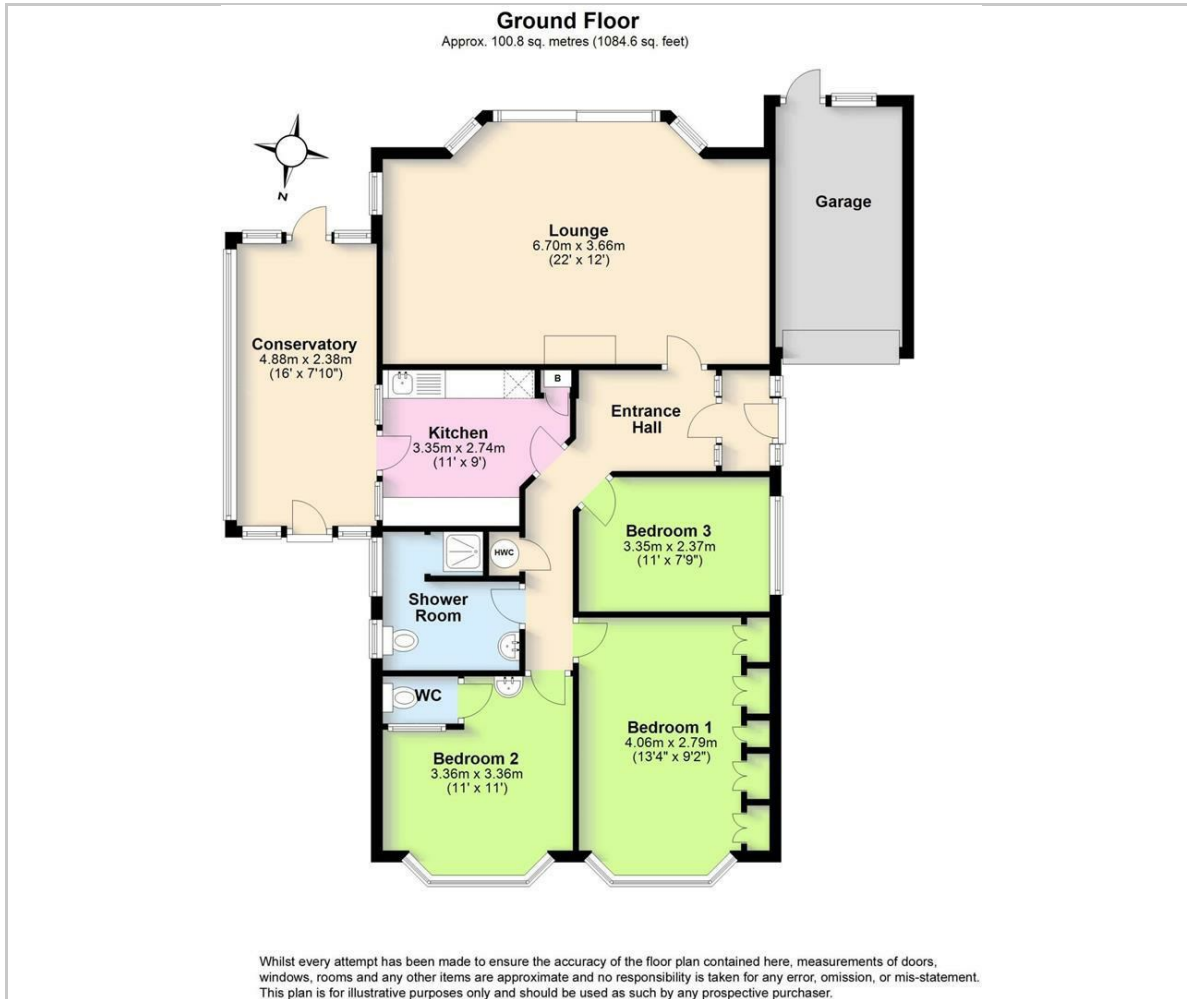 Ground Floor
Approx. 100.8 sq. metres (1084.6 sq. feet)
N
Garage
Lounge
6.70m x 3.66m
(22' x 12')
Conservatory
4.88m x 2.38m
(16' x 7'10")
B
Entrance
Hall
Kitchen
3.35m x 2.74m
(11' x 9')
Bedroom 3
3.35m x 2.37m
(11' x 7'9")
HWC
Shower
Room
WC
Bedroom 1
4.06m x 2.79m
(13'4" x 9'2")
Bedroom 2
3.36m x 3.36m
(11' x 11')
Whilst every attempt has been made to ensure the accuracy of the floor plan contained here, measurements of doors,
windows, rooms and any other items are approximate and no responsibility is taken for any error, omission, or mis-statement.
This plan is for illustrative purposes only and should be used as such by any prospective purchaser.